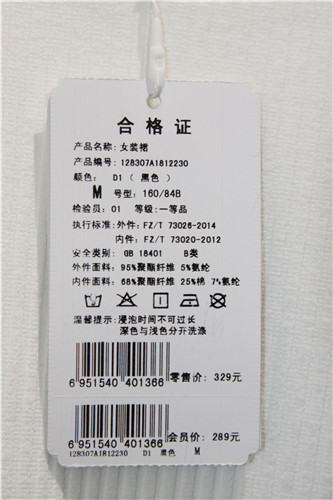 合格证
产品名称：女装裙
产品编号：128307A1812230
颜色： D1（ 黑色 ）
M 号型：160/84B
检验员：01 等级：一等品
执行标准：外件：FZ/T 73026-2014
内件：FZ/T 73020-2012
安全类别： GB 18401 B类
外件面料：95%聚酯纤维 5%氨纶
内件面料：68%聚酯纤维 25%棉 7%氨纶
温馨提示：浸泡时间不可过长
深色与浅色分开洗涤
6 951540 401366 零售价：329元
6 951540 401366 会员价：289元
128307A1812230 D1 黑色 M